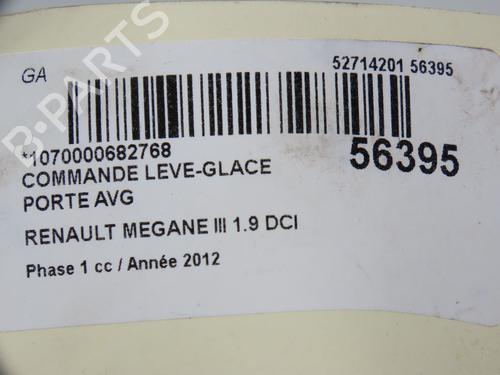 GA
52714201 56395
*1070000682768
56395
COMMANDE LEVE-GLACE
PORTE AVG
RENAULT MEGANE III 1.9 DCI
Phase 1 cc / Année 2012
B-PARTS